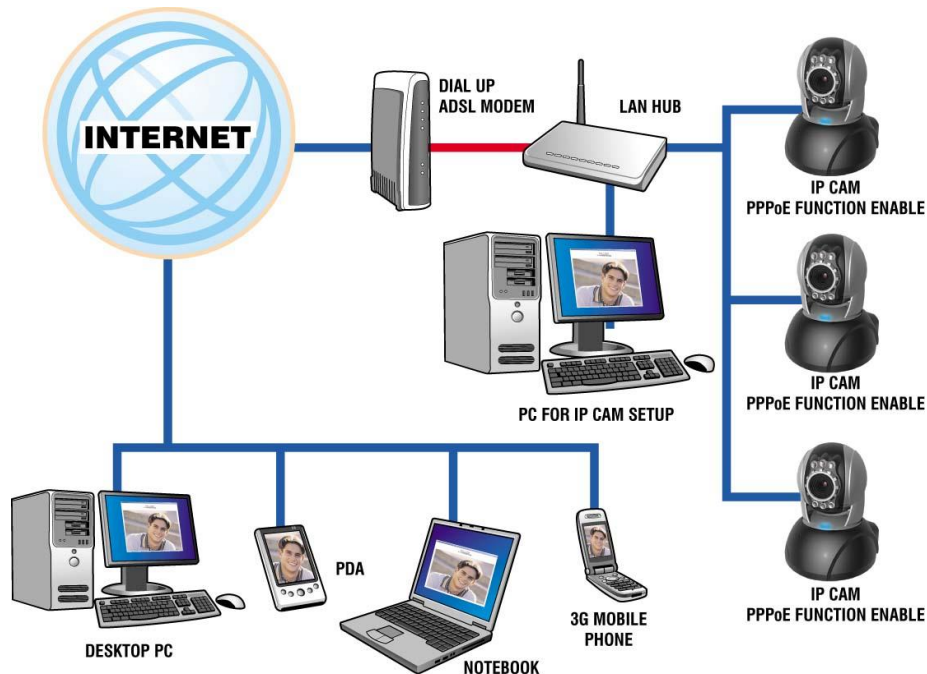 INTERNET
DIAL UP
ADSL MODEM
LAN HUB
IP CAM
PPPoE FUNCTION ENABLE
IP CAM
PPPoE FUNCTION ENABLE
PC FOR IP CAM SETUP
IP CAM
PPPoE FUNCTION ENABLE
DESKTOP PC
PDA
NOTEBOOK
3G MOBILE
PHONE